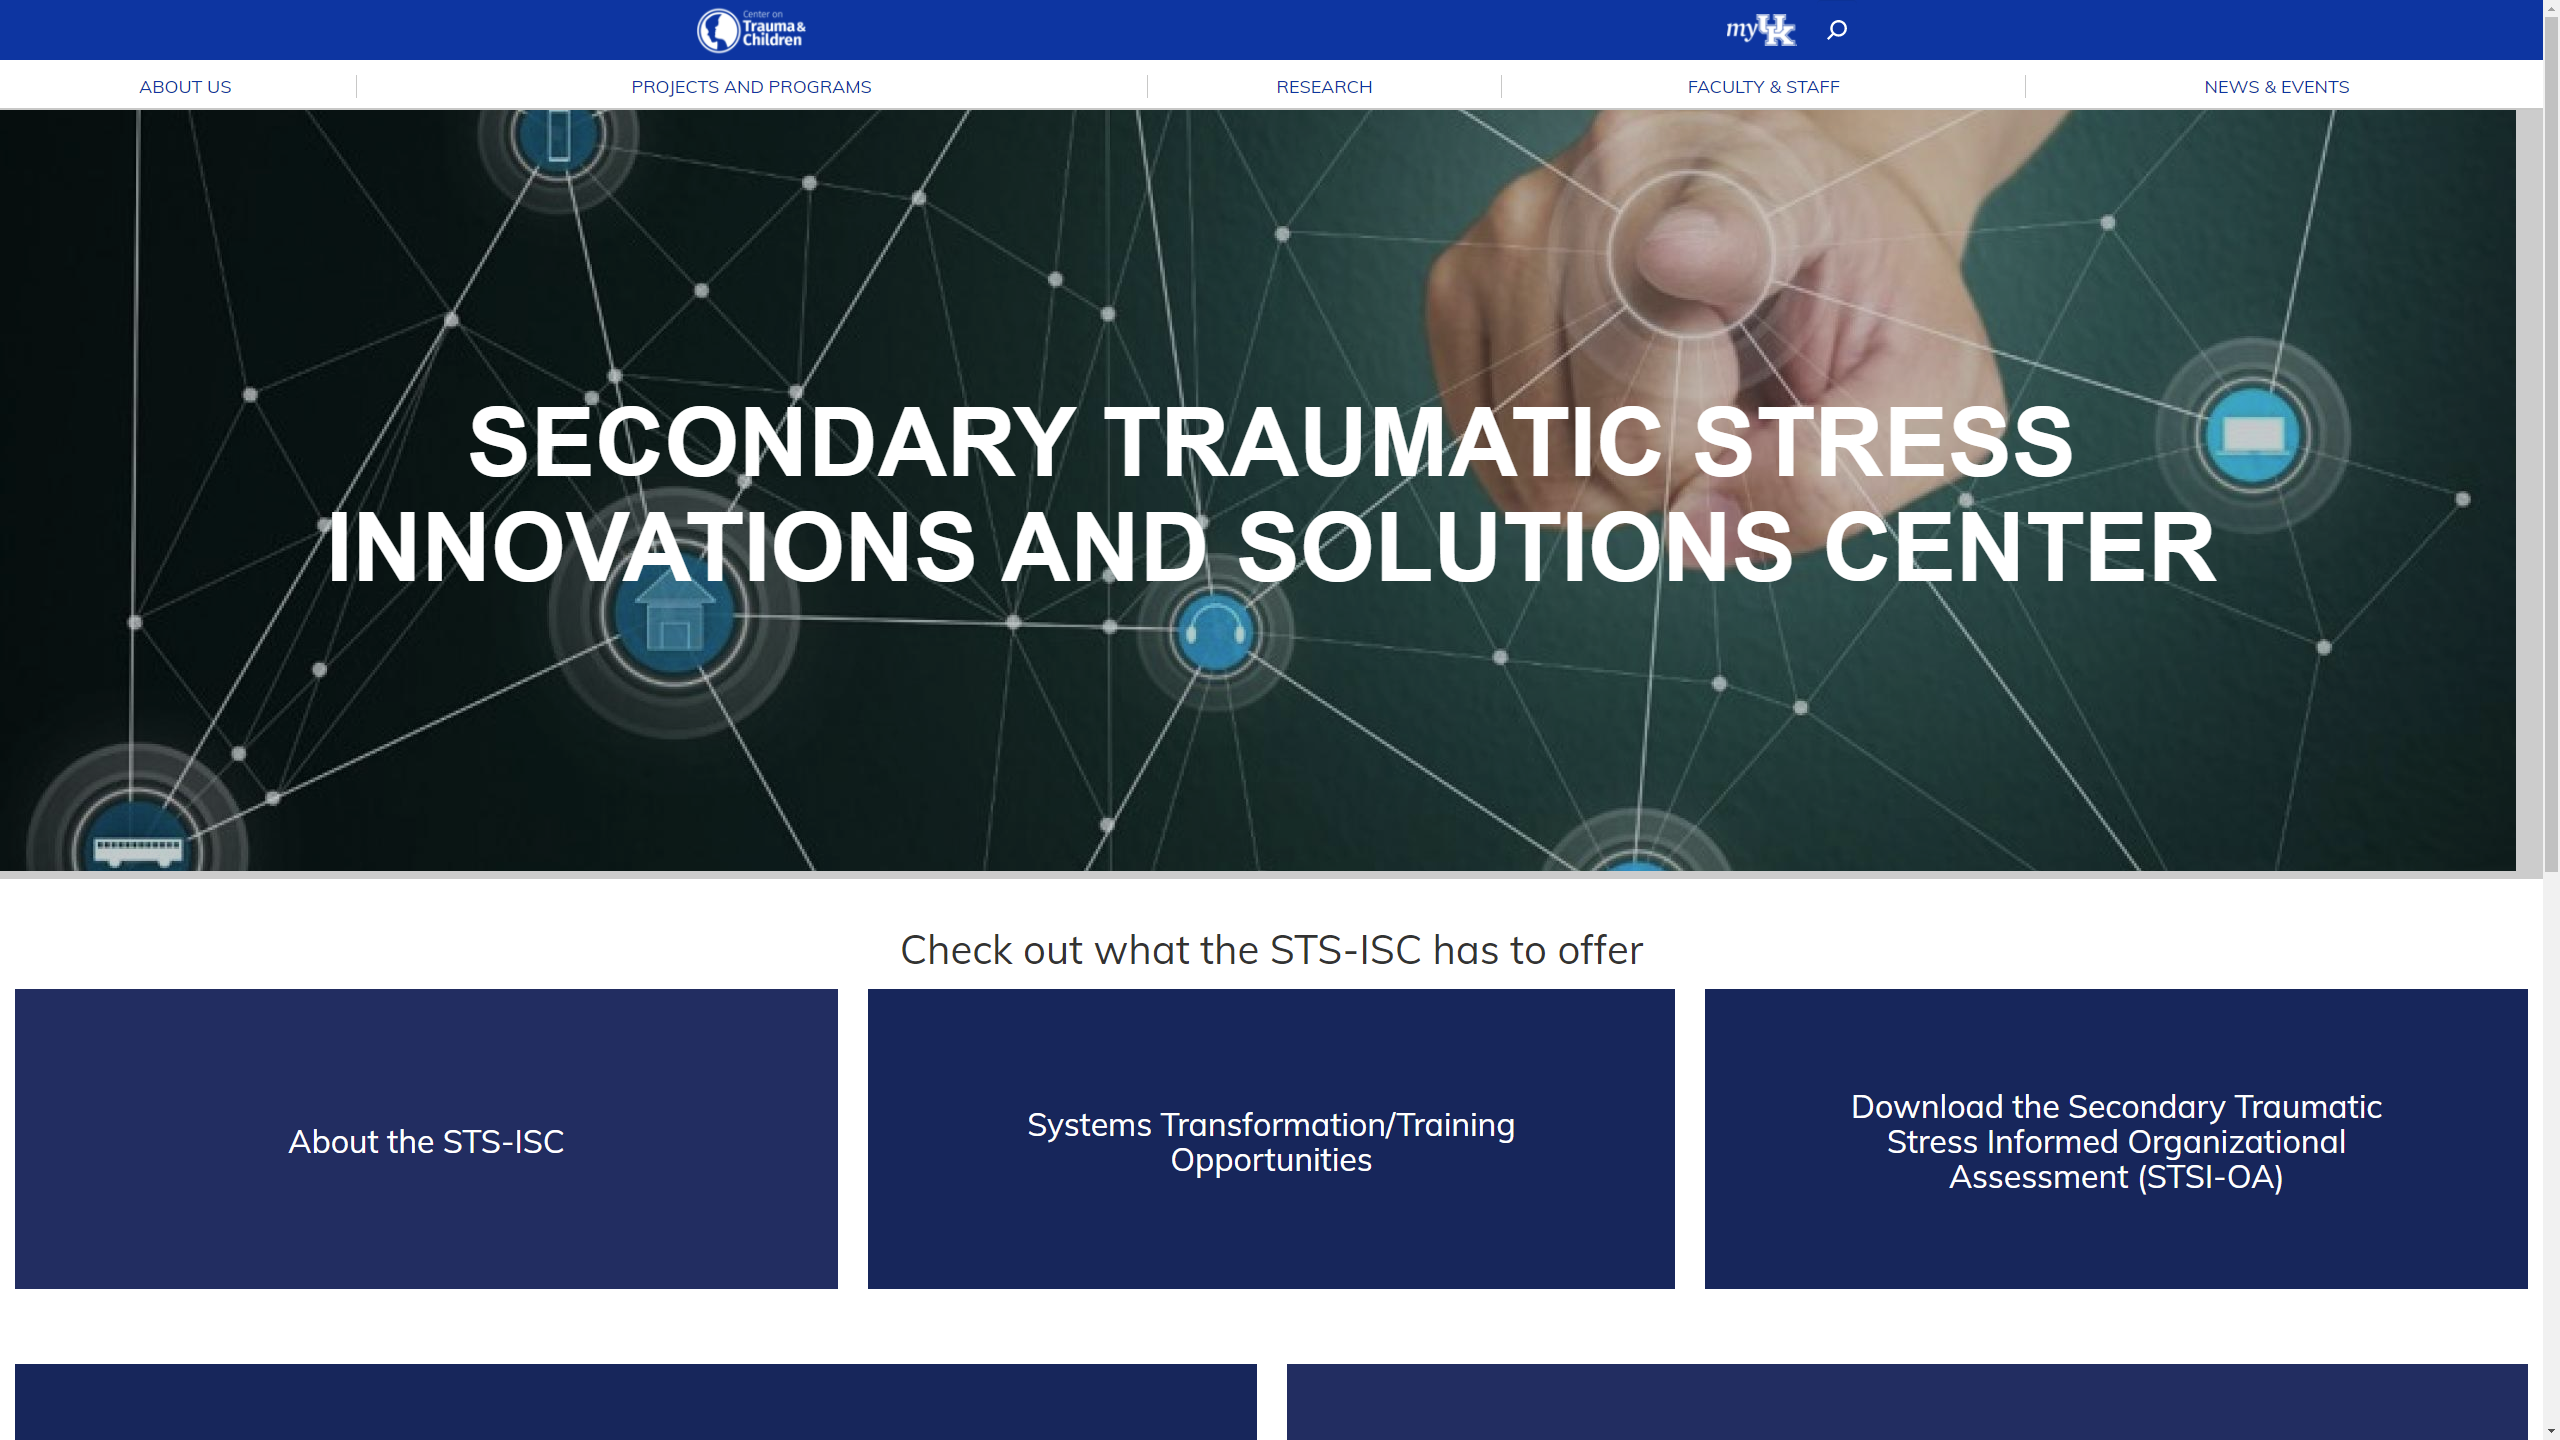 Center on
Trauma &
Children
my UK
ABOUT US
PROJECTS AND PROGRAMS
RESEARCH
FACULTY & STAFF
NEWS & EVENTS
SECONDARY TRAUMATIC STRESS
INNOVATIONS AND SOLUTIONS CENTER
Check out what the STS-ISC has to offer
About the STS-ISC
Systems Transformation/Training
Opportunities
Download the Secondary Traumatic
Stress Informed Organizational
Assessment (STSI-OA)